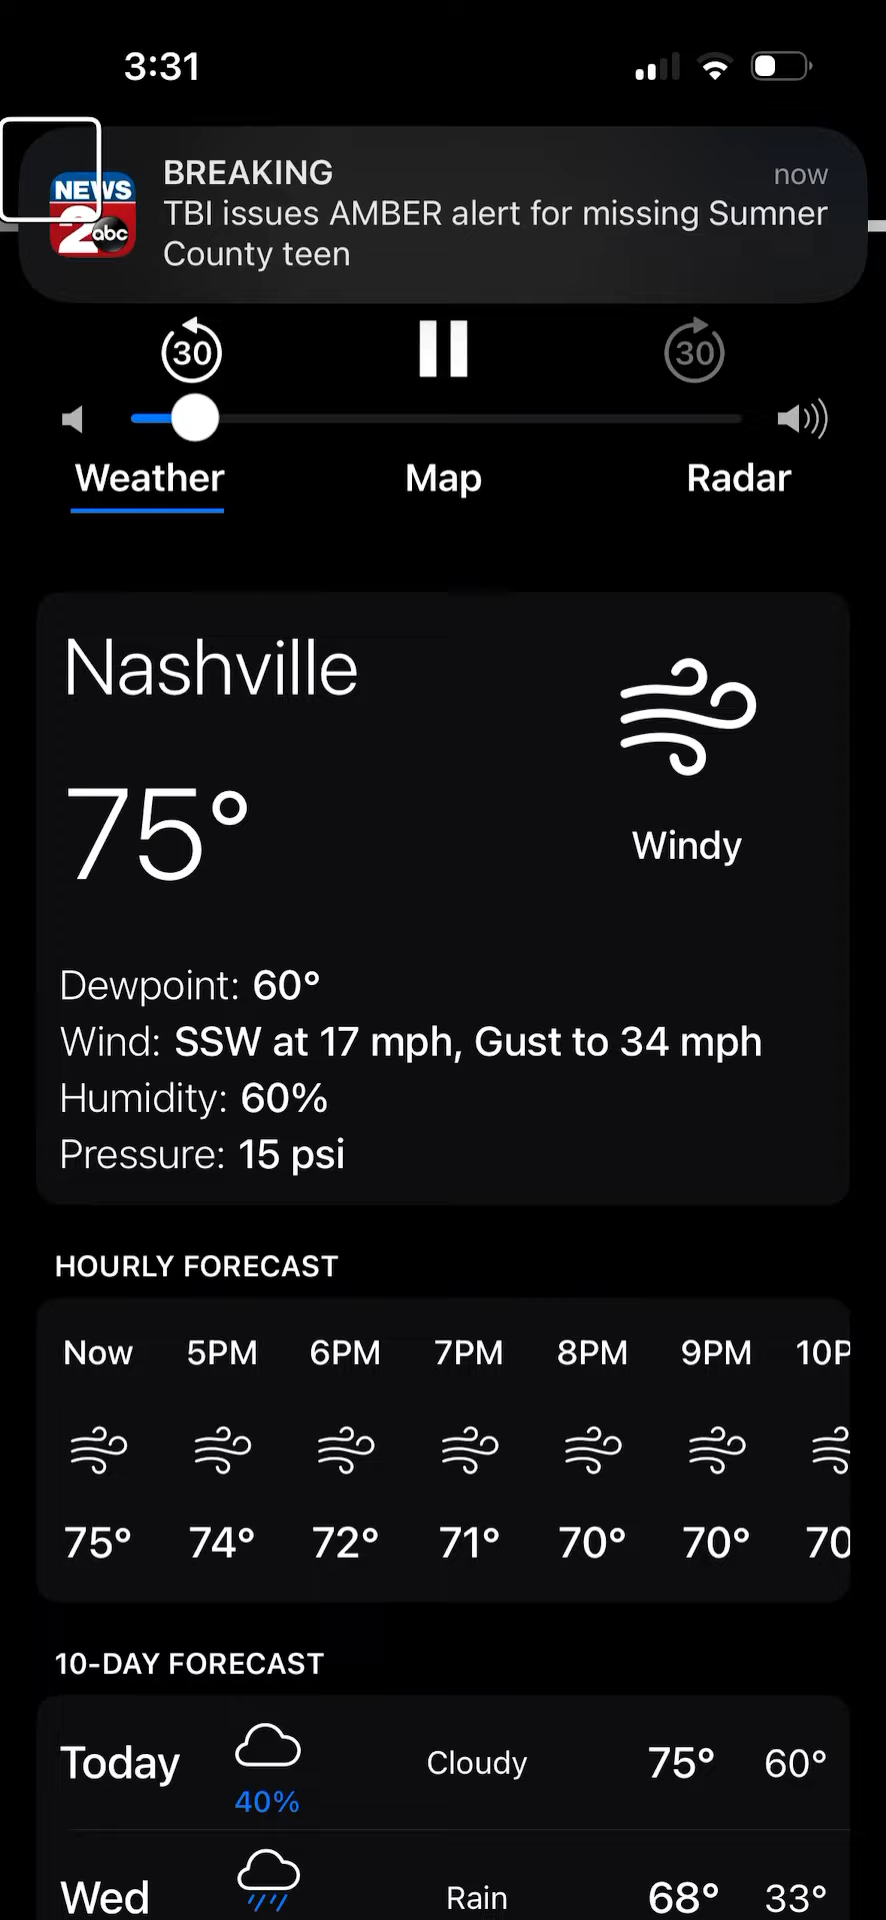 3:31
NEWS
2 abc
BREAKING
now
TBI issues AMBER alert for missing Sumner
County teen
30
30
Weather Map Radar
Nashville
75°
Windy
Dewpoint: 60°
Wind: SSW at 17 mph, Gust to 34 mph
Humidity: 60%
Pressure: 15 psi
HOURLY FORECAST
Now 5PM 6PM 7PM 8PM 9PM 10P
75° 74° 72° 71° 70° 70° 70
10-DAY FORECAST
Today Cloudy 75° 60°
40%
Wed Rain 68° 33°